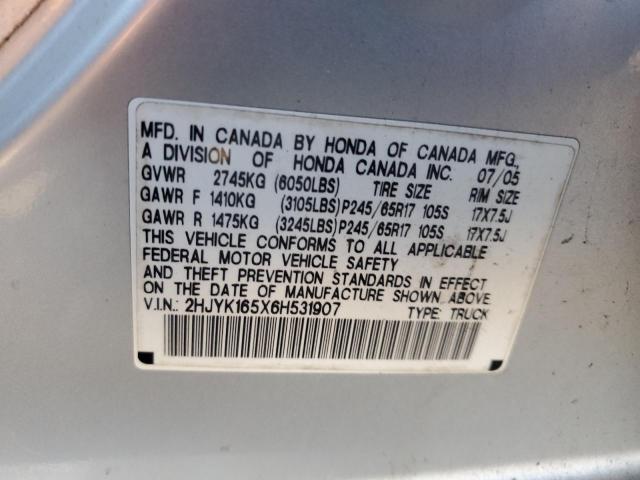 MFD. IN CANADA BY HONDA OF CANADA MFG.,
A DIVISION OF HONDA CANADA INC. 07/05
GVWR 2745KG (6050LBS) TIRE SIZE RIM SIZE
GAWR F 1410KG (3105LBS) P245/65R17 105S 17X7.5J
GAWR R 1475KG (3245LBS) P245/65R17 105S 17X7.5J
THIS VEHICLE CONFORMS TO ALL APPLICABLE
FEDERAL MOTOR VEHICLE SAFETY
AND THEFT PREVENTION STANDARDS IN EFFECT
ON THE DATE OF MANUFACTURE SHOWN ABOVE.
V.I.N.: 2HJYK165X6H531907 TYPE: TRUCK